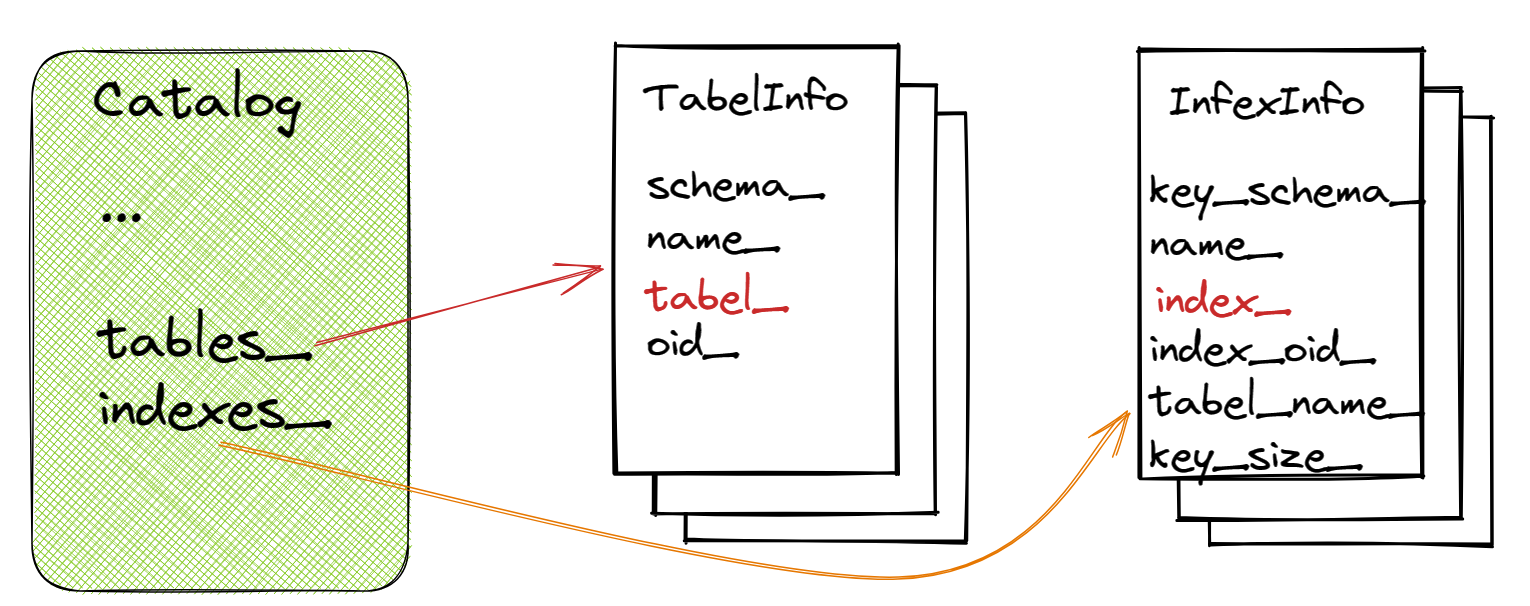 Catalog
...
tables_
indexes_
TabelInfo
schema_
name_
tabel_
oid_
InfexInfo
key_schema_
name_
index_
index_oid_
tabel_name_
key_size_